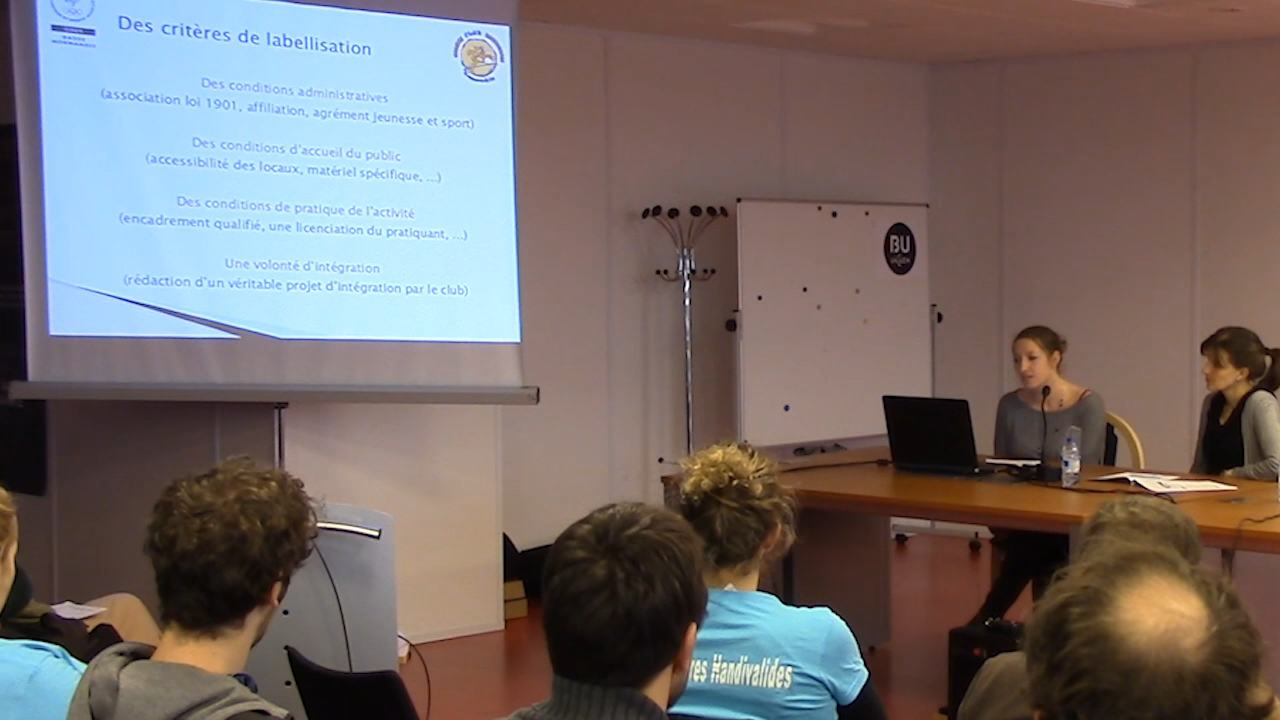 Des critères de labellisation
Des conditions administratives
(association loi 1901, affiliation, agrément Jeunesse et sport)
Des conditions d'accueil du public
(accessibilité des locaux, matériel spécifique, ...)
Des conditions de pratique de l'activité
(encadrement qualifié, une licenciation du pratiquant, ...)
Une volonté d'intégration
(rédaction d'un véritable projet d'intégration par le club)
BU
Handivalides